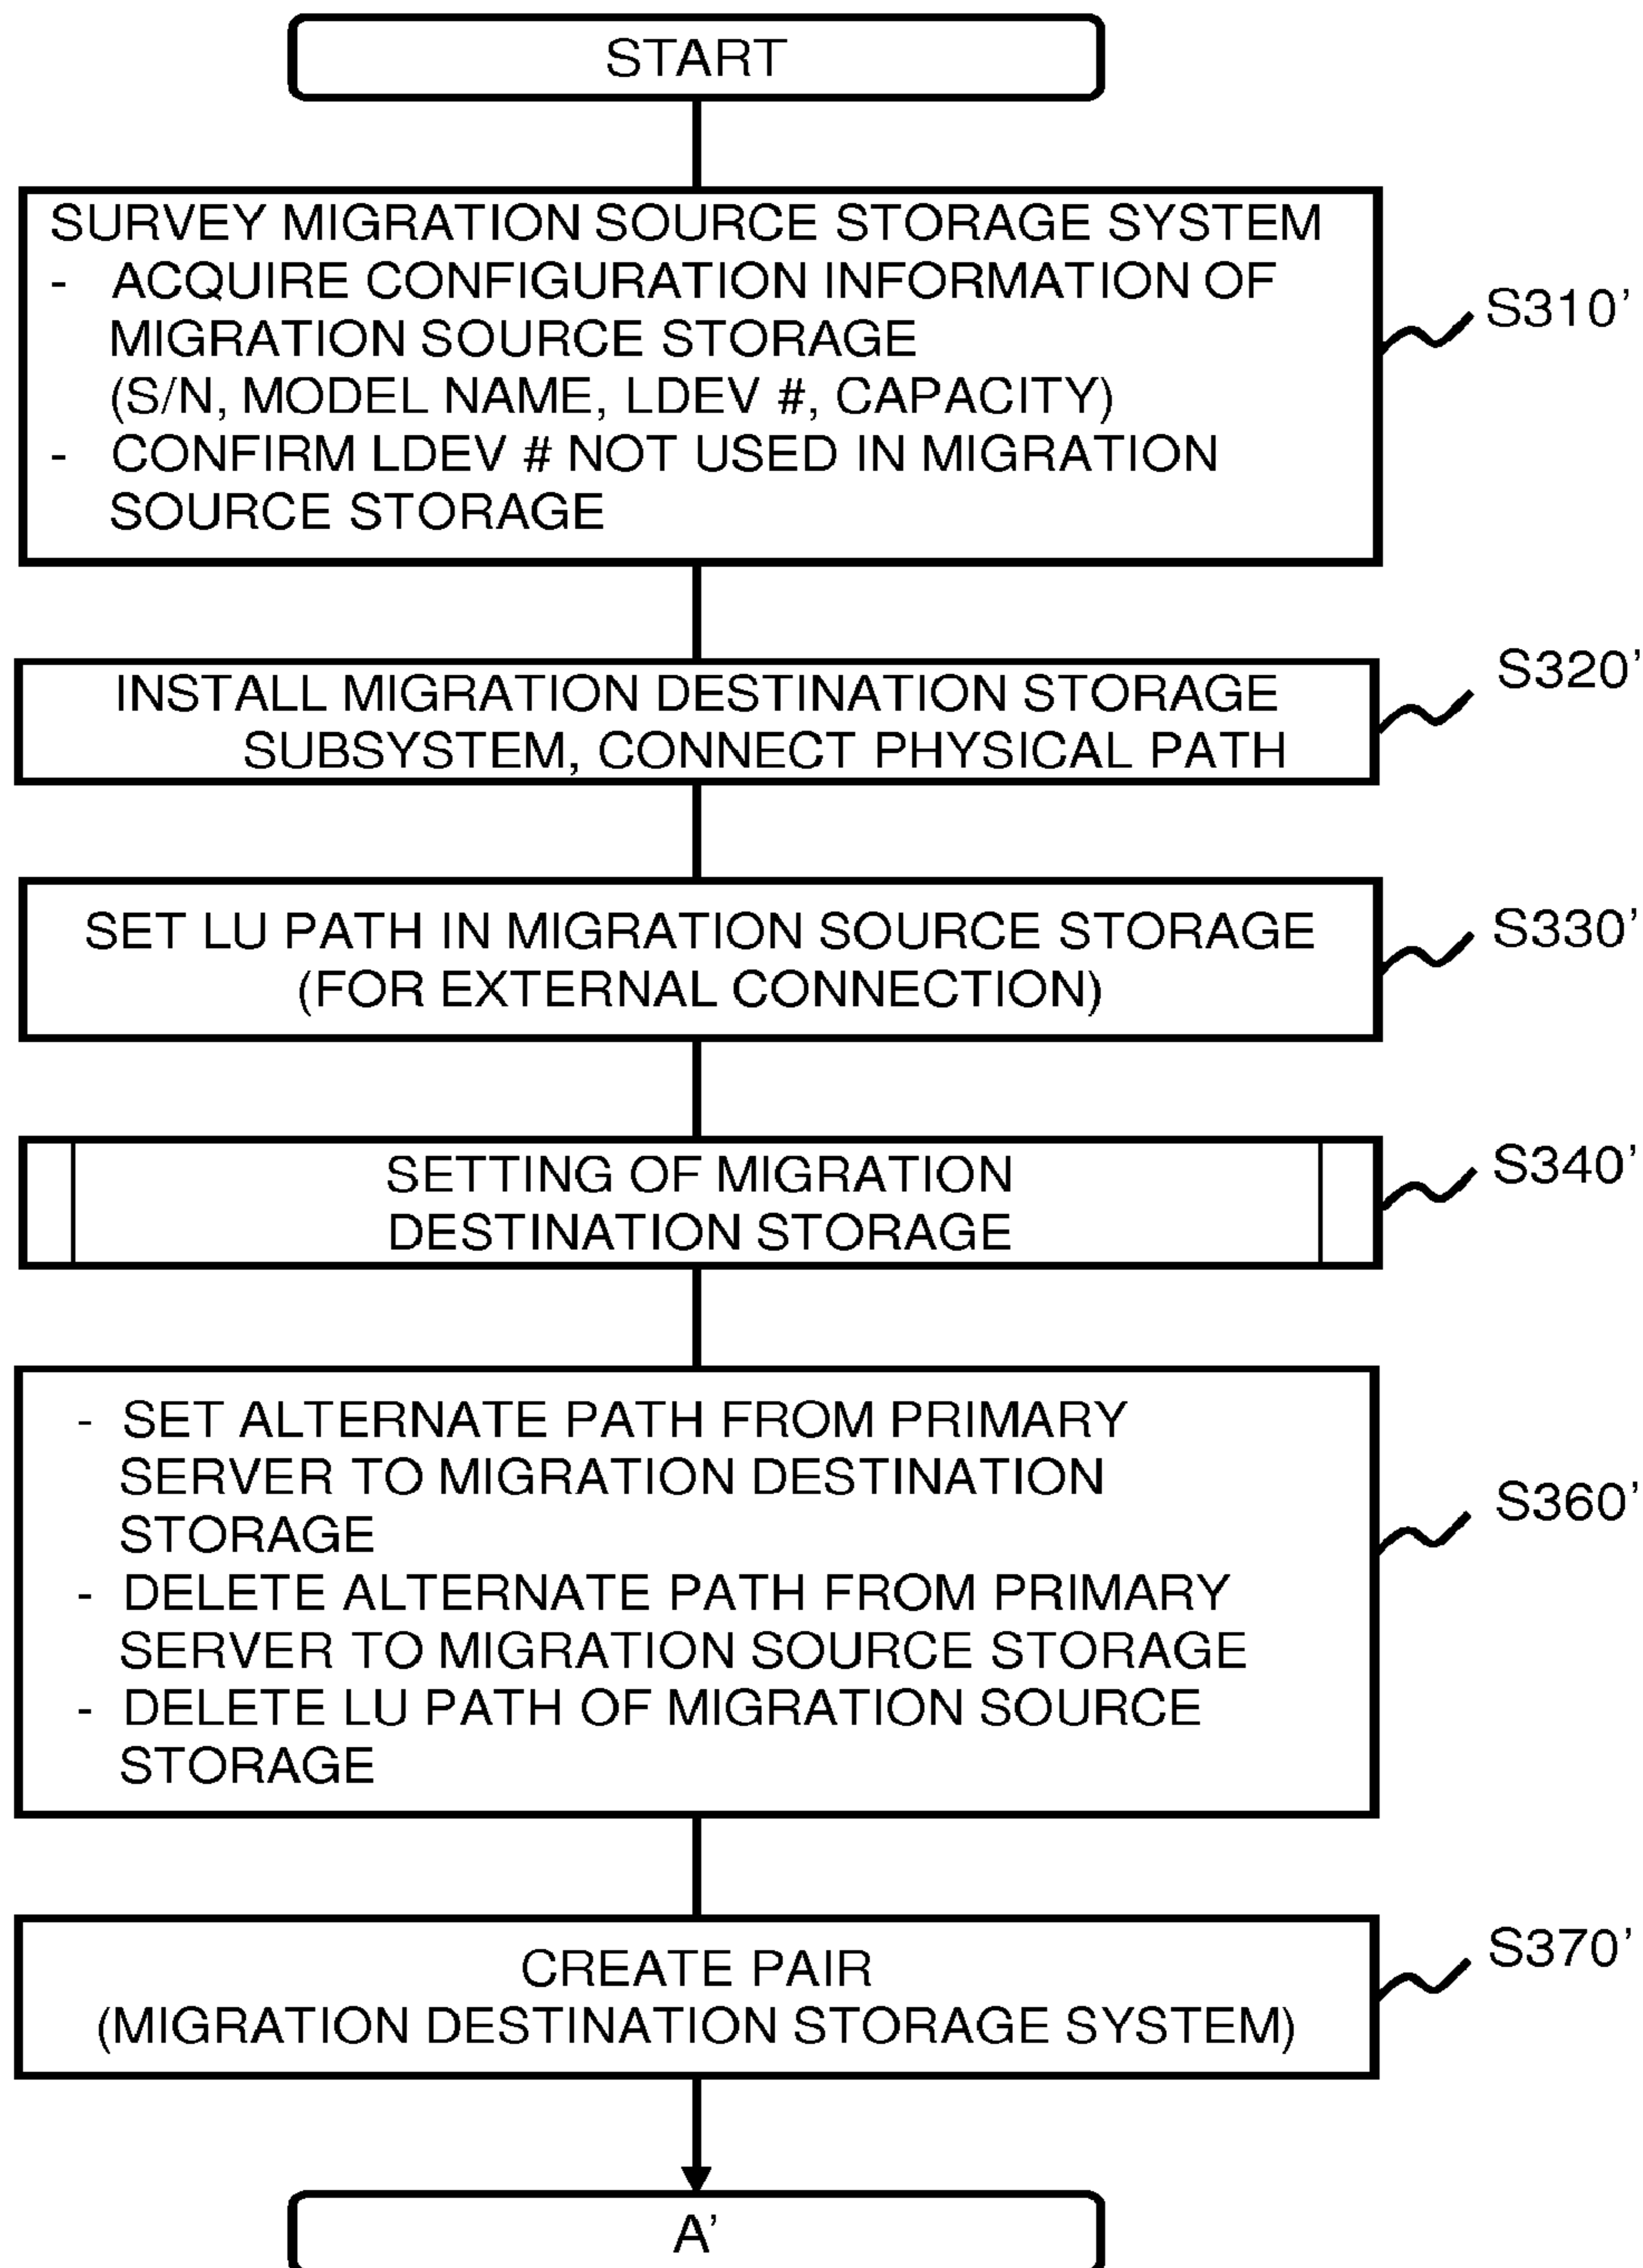 START
SURVEY MIGRATION SOURCE STORAGE SYSTEM
- ACQUIRE CONFIGURATION INFORMATION OF
MIGRATION SOURCE STORAGE
(S/N, MODEL NAME, LDEV #, CAPACITY)
- CONFIRM LDEV # NOT USED IN MIGRATION
SOURCE STORAGE
S310'
INSTALL MIGRATION DESTINATION STORAGE
SUBSYSTEM, CONNECT PHYSICAL PATH
S320'
SET LU PATH IN MIGRATION SOURCE STORAGE
(FOR EXTERNAL CONNECTION)
S330'
SETTING OF MIGRATION
DESTINATION STORAGE
S340'
- SET ALTERNATE PATH FROM PRIMARY
SERVER TO MIGRATION DESTINATION
STORAGE
- DELETE ALTERNATE PATH FROM PRIMARY
SERVER TO MIGRATION SOURCE STORAGE
- DELETE LU PATH OF MIGRATION SOURCE
STORAGE
S360'
CREATE PAIR
(MIGRATION DESTINATION STORAGE SYSTEM)
S370'
A'